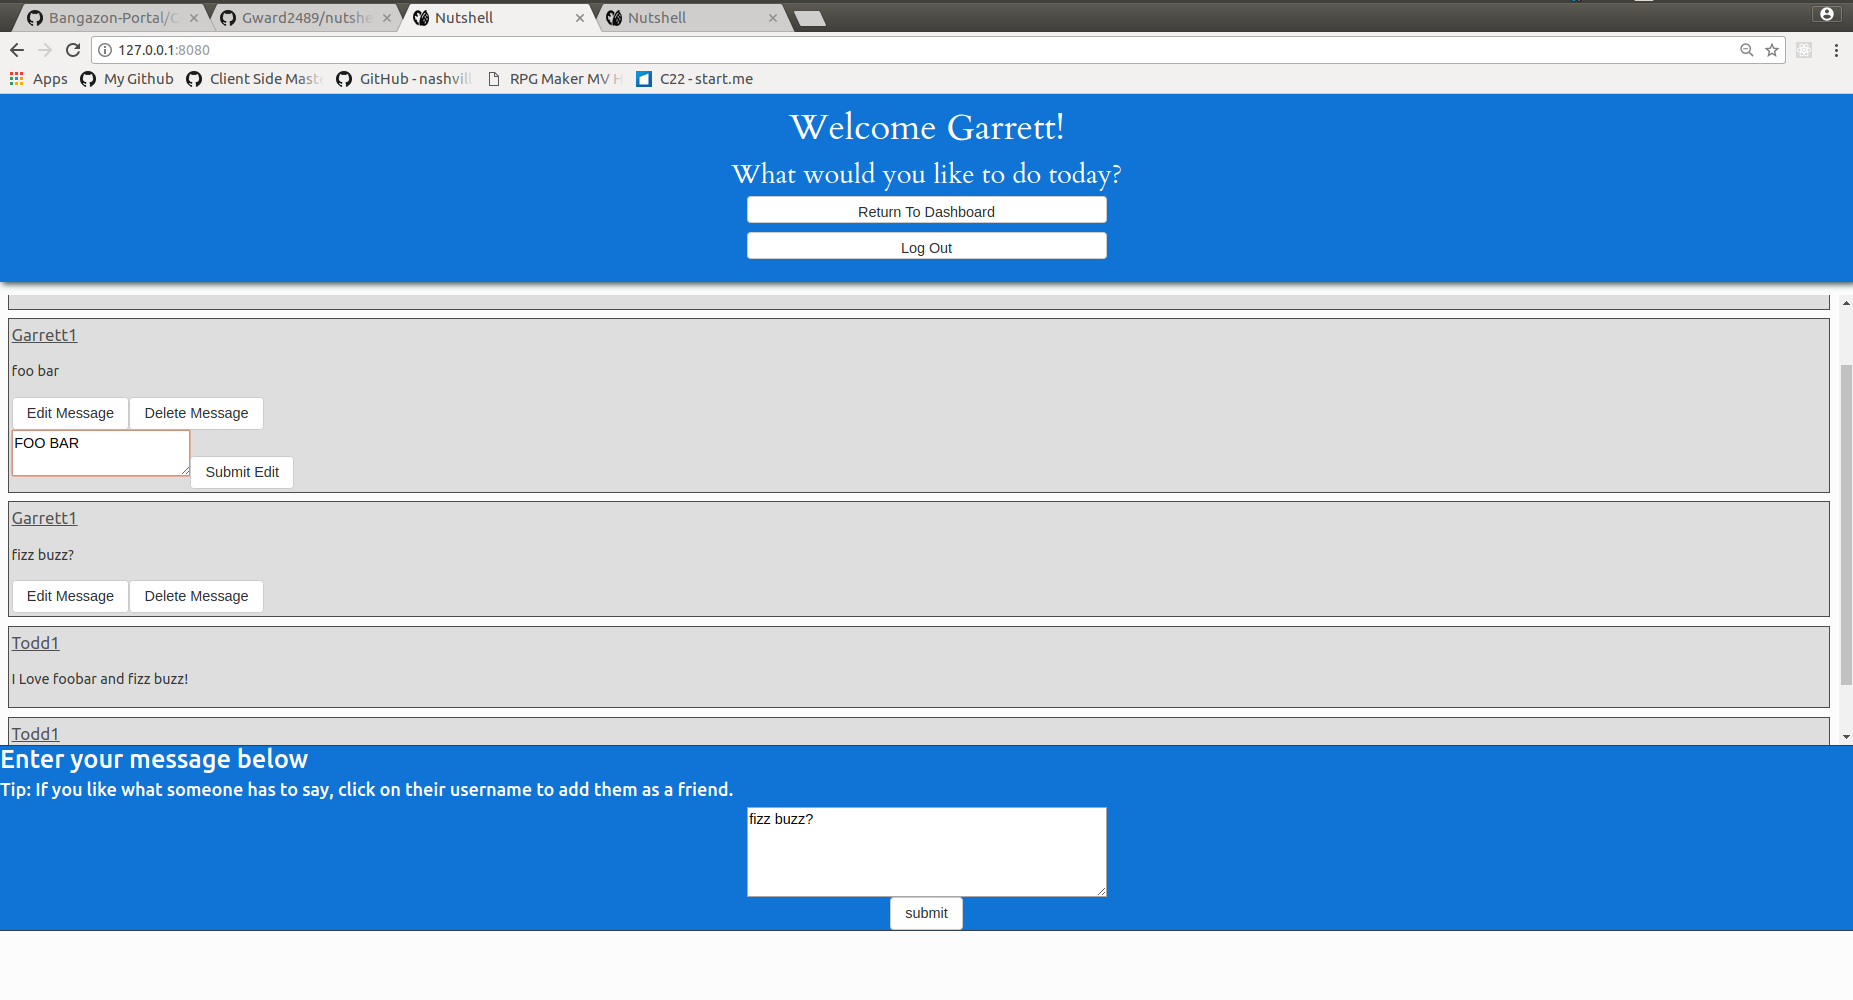 Bangazon-Portal/C
Gward2489/nutshe
Nutshell
Nutshell
127.0.0.1:8080
Apps
My Github
Client Side Mast
GitHub - nashvill
RPG Maker MV H
C22 - start.me
Welcome Garrett!
What would you like to do today?
Return To Dashboard
Log Out
Garrett1
foo bar
Edit Message Delete Message
FOO BAR
Submit Edit
Garrett1
fizz buzz?
Edit Message Delete Message
Todd1
I Love foobar and fizz buzz!
Todd1
Enter your message below
Tip: If you like what someone has to say, click on their username to add them as a friend.
fizz buzz?
submit